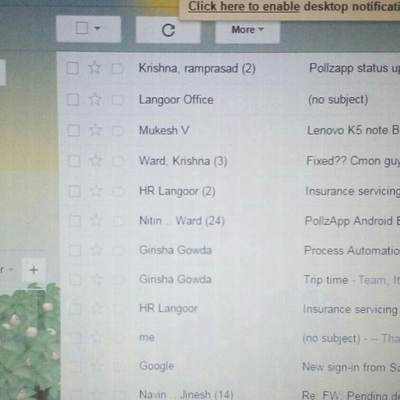 Click here to enable desktop notificati
More
Krishna, ramprasad (2) Pollzapp status up
Langoor Office (no subject)
Mukesh V Lenovo K5 note B
Ward, Krishna (3) Fixed?? Cmon guy
HR Langoor (2) Insurance servicing
Nitin .. Ward (24) PollzApp Android E
Girisha Gowda Process Automatio
Girisha Gowda Trip time - Team, It
HR Langoor Insurance servicing
me (no subject) - -- Tha
Google New sign-in from Sa
Navin .. Jinesh (14) Re: FW: Pending de
r
+